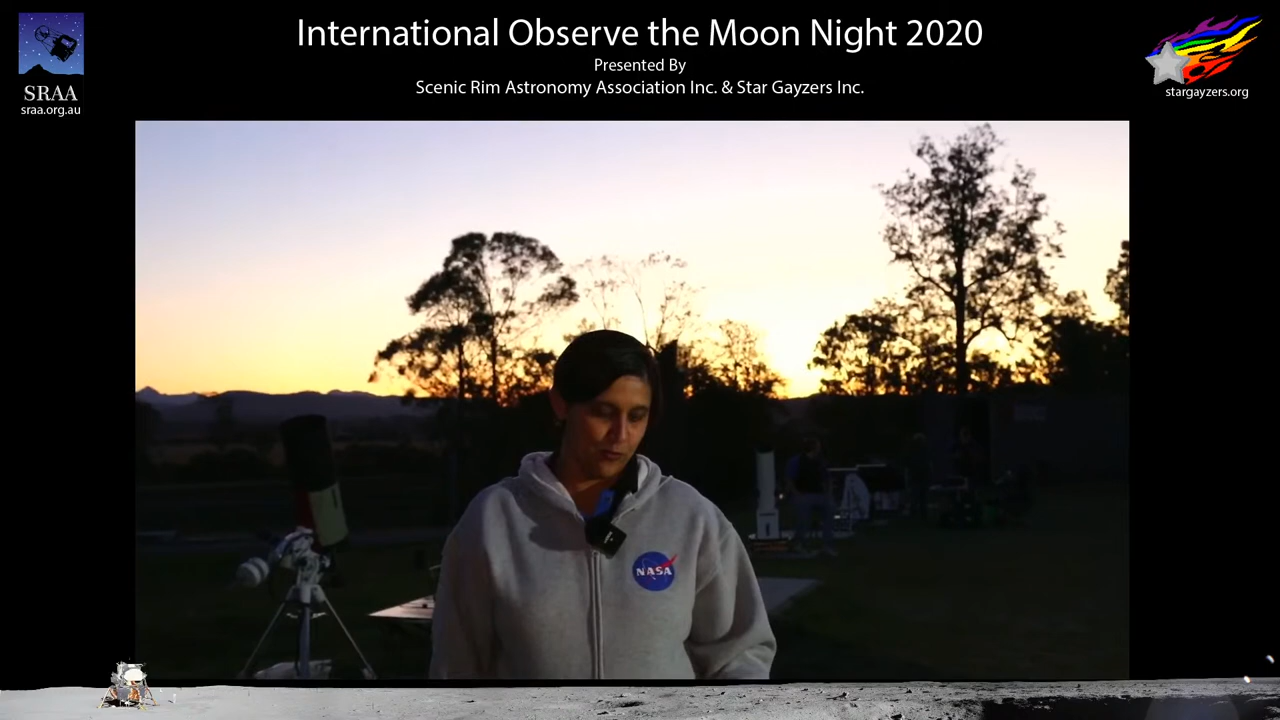 International Observe the Moon Night 2020
Presented By
Scenic Rim Astronomy Association Inc. & Star Gayzers Inc.
SRAA
sraa.org.au
stargayzers.org
NASA